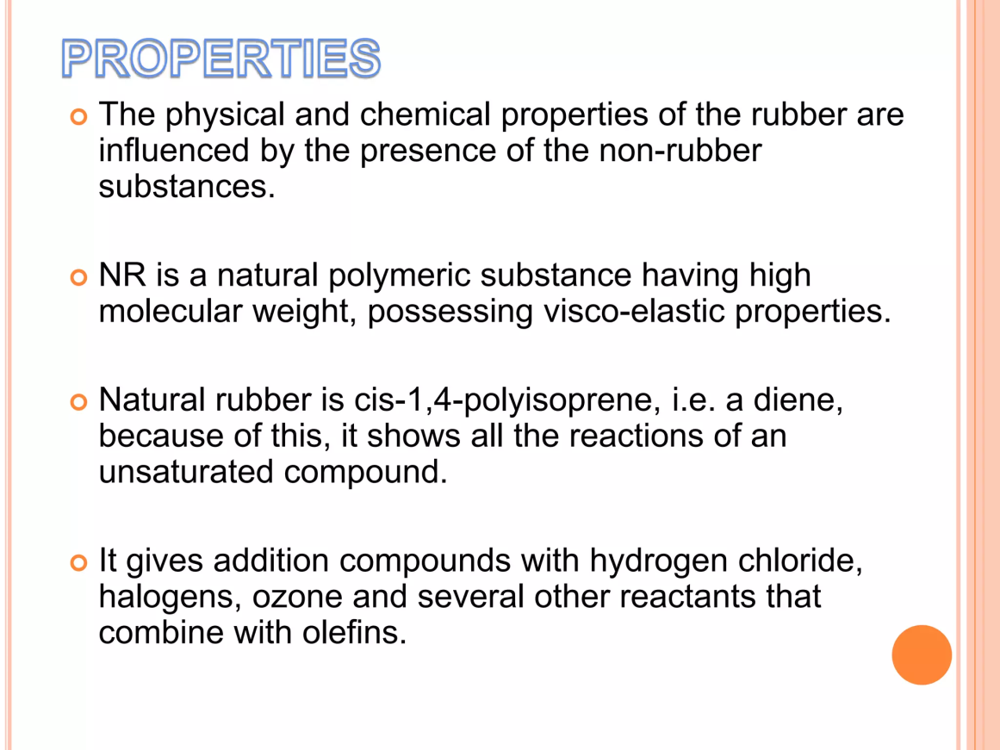 PROPERTIES
The physical and chemical properties of the rubber are
influenced by the presence of the non-rubber
substances.
NR is a natural polymeric substance having high
molecular weight, possessing visco-elastic properties.
Natural rubber is cis-1,4-polyisoprene, i.e. a diene,
because of this, it shows all the reactions of an
unsaturated compound.
It gives addition compounds with hydrogen chloride,
halogens, ozone and several other reactants that
combine with olefins.